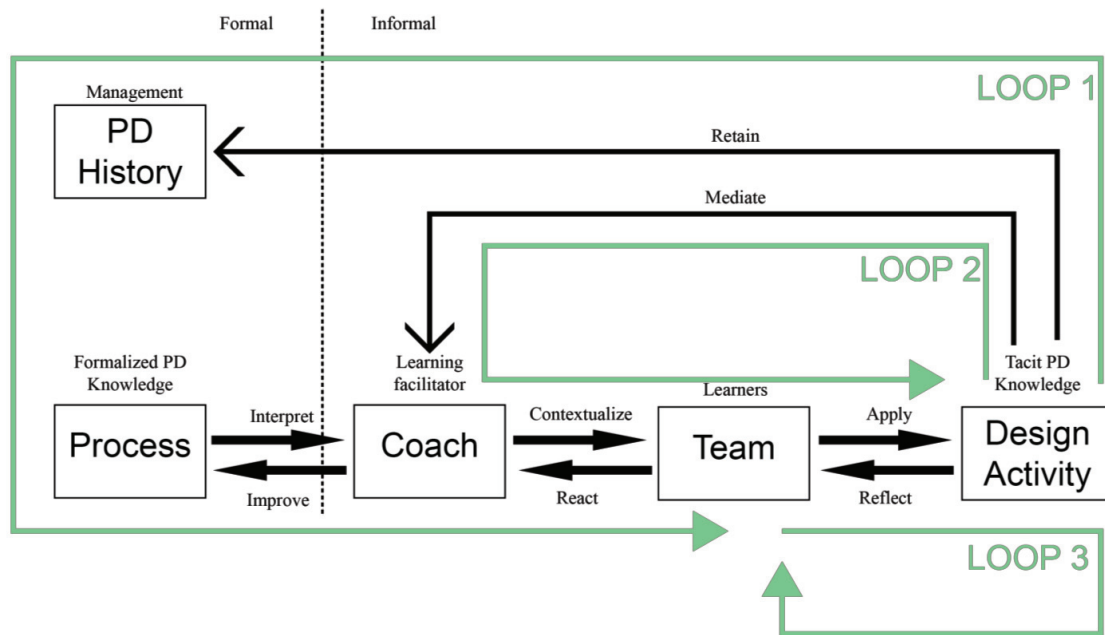 Formal
Informal
LOOP 1
Management
PD
History
Retain
Mediate
LOOP 2
Formalized PD
Knowledge
Learning
facilitator
Tacit PD
Knowledge
Learners
Interpret
Contextualize
Apply
Process
Coach
Team
Design
Activity
Improve
React
Reflect
LOOP 3